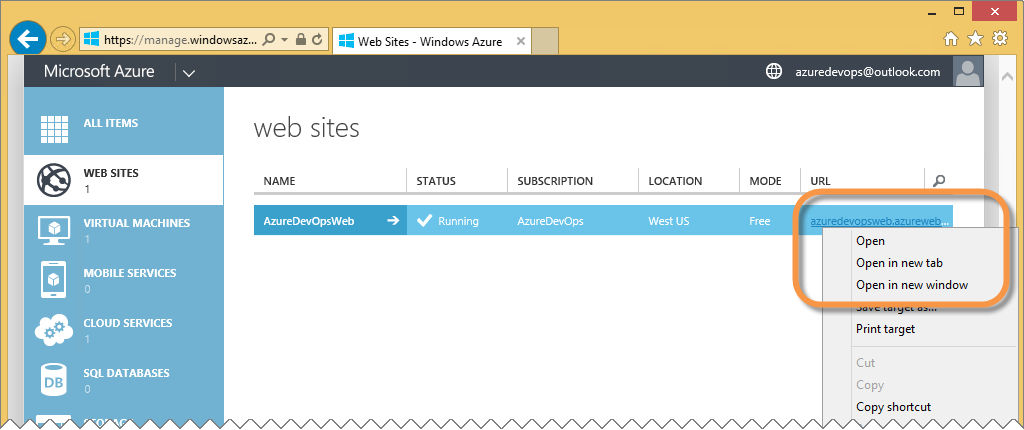 https://manage.windowsaz...
Web Sites - Windows Azure
Microsoft Azure
azuredevops@outlook.com
ALL ITEMS
WEB SITES
1
VIRTUAL MACHINES
1
MOBILE SERVICES
0
CLOUD SERVICES
1
SQL DATABASES
0
DB
web sites
NAME STATUS SUBSCRIPTION LOCATION MODE URL
AzureDevOpsWeb Running AzureDevOps West US Free azuredevopsweb.azureweb...
Open
Open in new tab
Open in new window
Save target as...
Print target
Cut
Copy
Copy shortcut